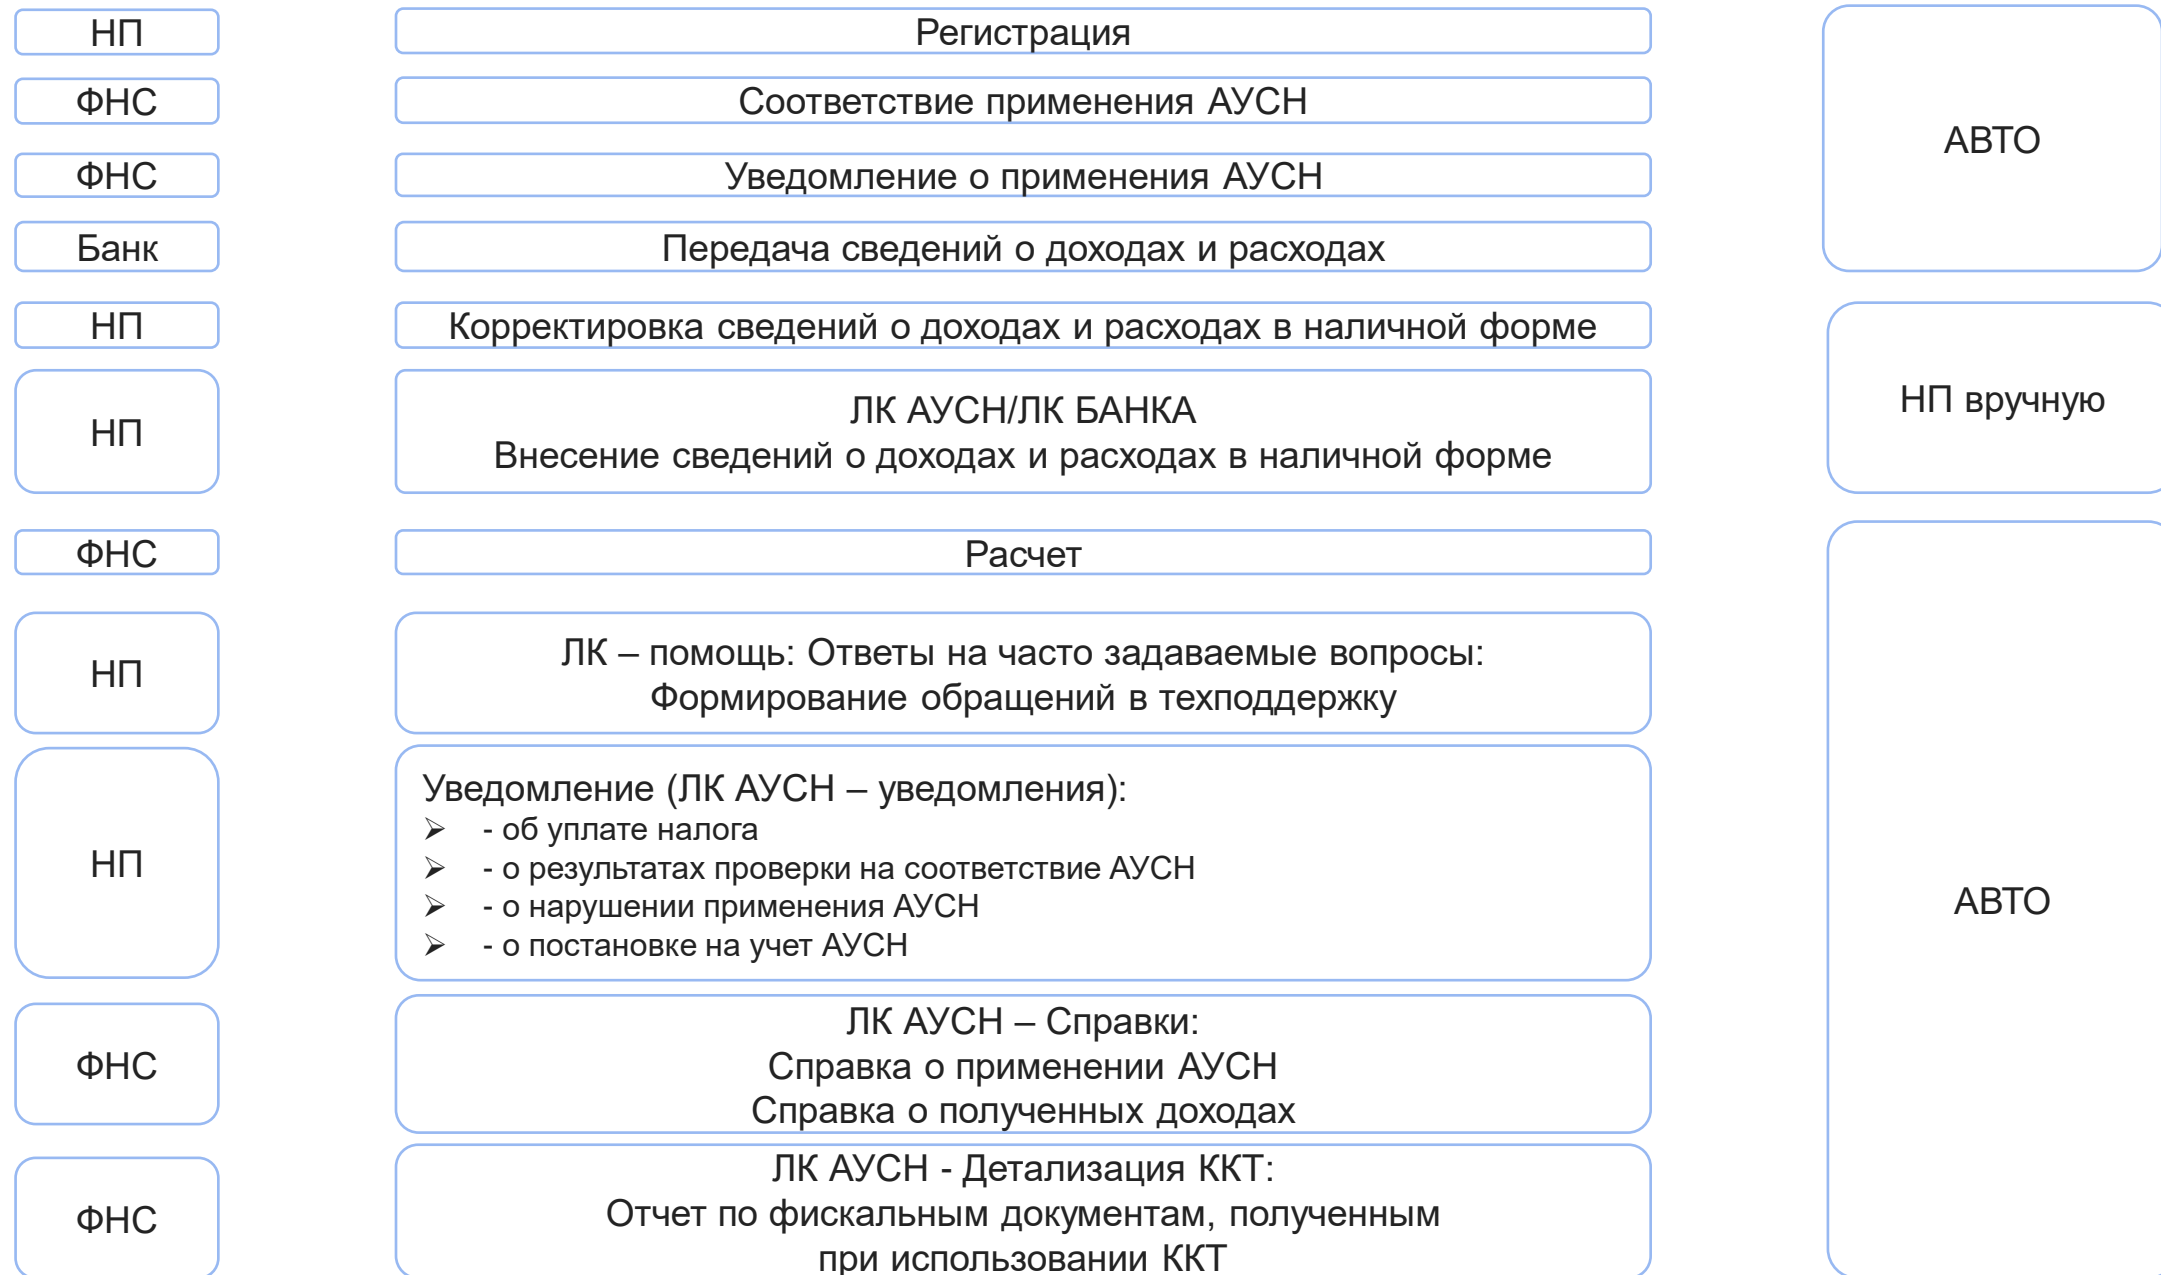 НП
Регистрация
ФНС
Соответствие применения АУСН
АВТО
ФНС
Уведомление о применения АУСН
Банк
Передача сведений о доходах и расходах
НП
Корректировка сведений о доходах и расходах в наличной форме
НП
ЛК АУСН/ЛК БАНКА
Внесение сведений о доходах и расходах в наличной форме
НП вручную
ФНС
Расчет
НП
ЛК – помощь: Ответы на часто задаваемые вопросы:
Формирование обращений в техподдержку
НП
Уведомление (ЛК АУСН – уведомления):
➢ - об уплате налога
➢ - о результатах проверки на соответствие АУСН
➢ - о нарушении применения АУСН
➢ - о постановке на учет АУСН
АВТО
ФНС
ЛК АУСН – Справки:
Справка о применении АУСН
Справка о полученных доходах
ФНС
ЛК АУСН - Детализация ККТ:
Отчет по фискальным документам, полученным
при использовании ККТ